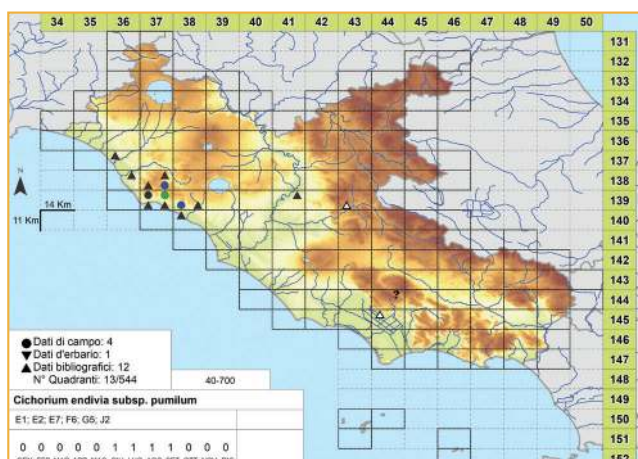 34 35 36 37 38 39 40 41 42 43 44 45 46 47 48 49 50
131
132
133
134
135
136
137
138
139
140
141
142
143
144
145
146
147
148
149
150
151
152
N
14 Km
11 Km
?
Dati di campo: 4
Dati d'erbario: 1
Dati bibliografici: 12
N° Quadranti: 13/544
40-700
Cichorium endivia subsp. pumilum
E1; E2; E7; F6; G5; J2
0 0 0 0 0 1 1 1 1 0 0 0